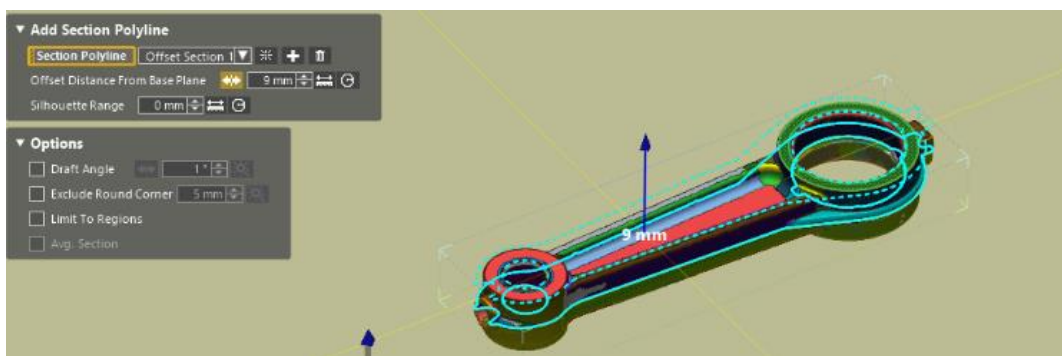 Add Section Polyline
Section Polyline Offset Section 1
Offset Distance From Base Plane 9 mm
Silhouette Range 0 mm
Options
Draft Angle 1 °
Exclude Round Corner 5 mm
Limit To Regions
Avg. Section
9 mm